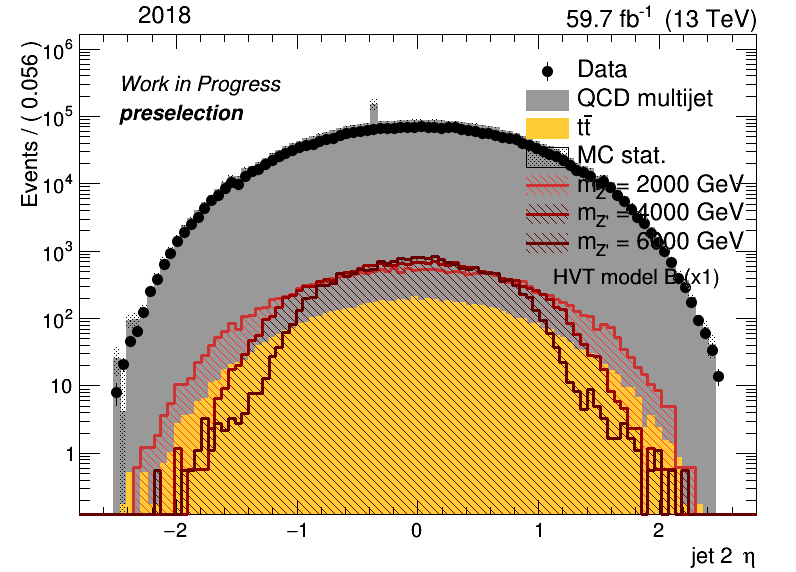 2018
59.7 fb⁻¹ (13 TeV)
Work in Progress
preselection
Data
QCD multijet
tt̄
MC stat.
m_Z' = 2000 GeV
m_Z' = 4000 GeV
m_Z' = 6000 GeV
HVT model B (x1)
Events / ( 0.056 )
10⁶
10⁵
10⁴
10³
10²
10
1
−2
−1
0
1
2
jet 2 η